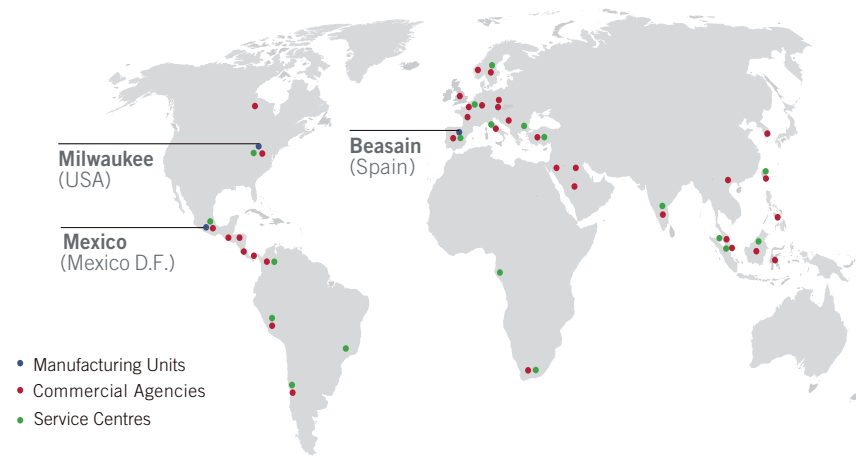 Milwaukee
(USA)
Beasain
(Spain)
Mexico
(Mexico D.F.)
Manufacturing Units
Commercial Agencies
Service Centres